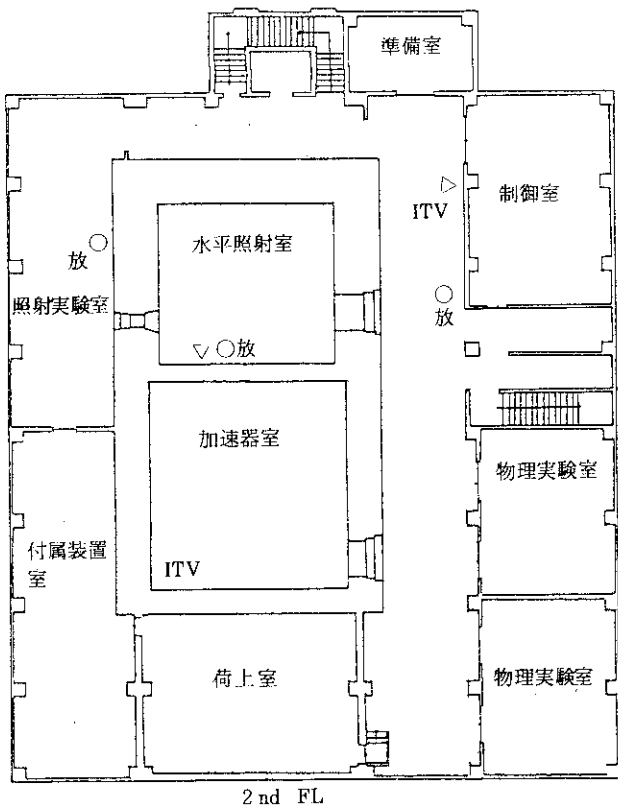 準備室
制御室
ITV
水平照射室
放
照射実験室
放
放
加速器室
物理実験室
付属装置
室
ITV
荷上室
物理実験室
2nd FL